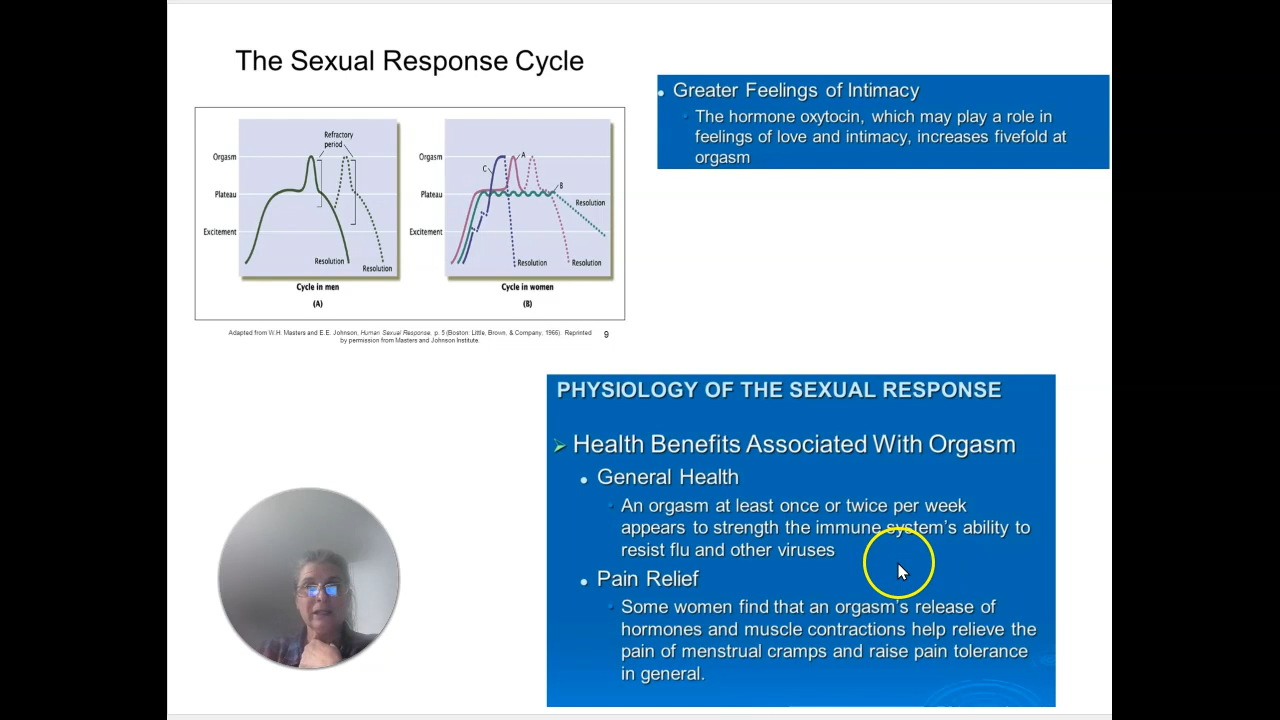 The Sexual Response Cycle
Refractory
period
Orgasm
Plateau
Excitement
Resolution
Resolution
Cycle in men
(A)
Orgasm
Plateau
Excitement
C
A
B
Resolution
Resolution
Resolution
Cycle in women
(B)
Adapted from W.H. Masters and E.E. Johnson, Human Sexual Response, p. 5 (Boston: Little, Brown, & Company, 1966). Reprinted
by permission from Masters and Johnson Institute.
9
• Greater Feelings of Intimacy
The hormone oxytocin, which may play a role in
feelings of love and intimacy, increases fivefold at
orgasm
PHYSIOLOGY OF THE SEXUAL RESPONSE
Health Benefits Associated With Orgasm
• General Health
An orgasm at least once or twice per week
appears to strength the immune system's ability to
resist flu and other viruses
• Pain Relief
Some women find that an orgasm's release of
hormones and muscle contractions help relieve the
pain of menstrual cramps and raise pain tolerance
in general.